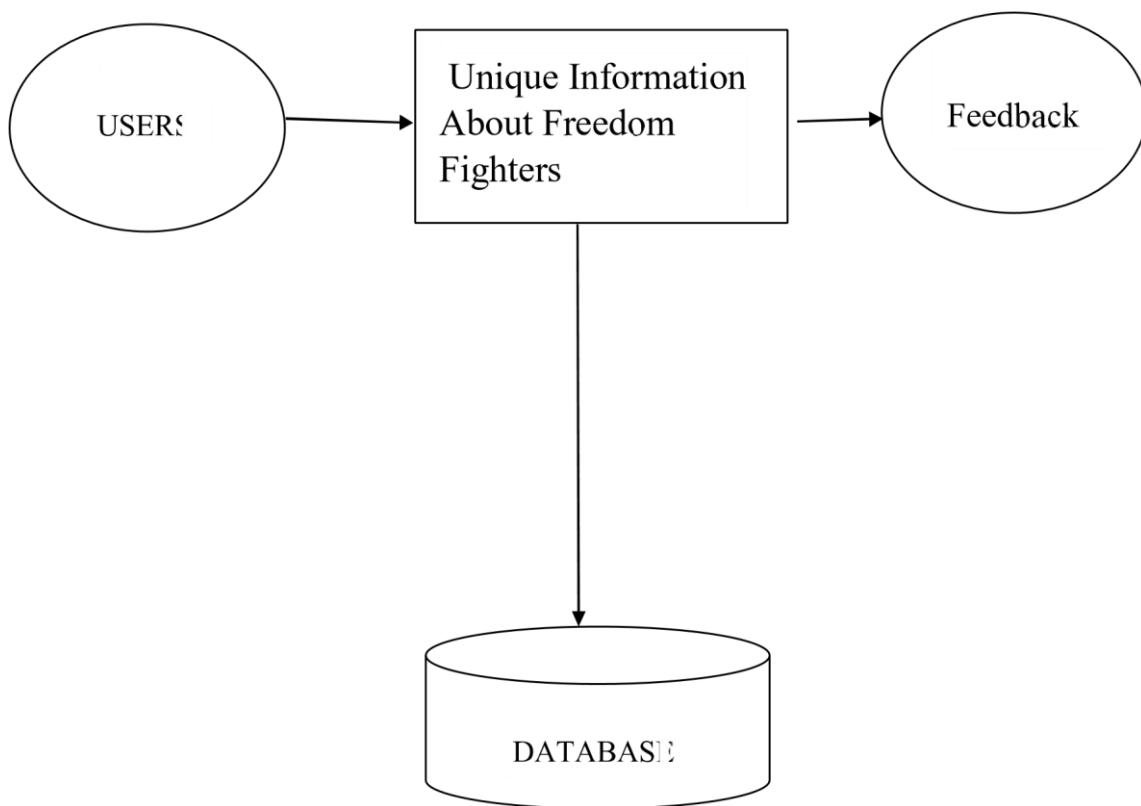 USERS
Unique Information
About Freedom
Fighters
Feedback
DATABASE